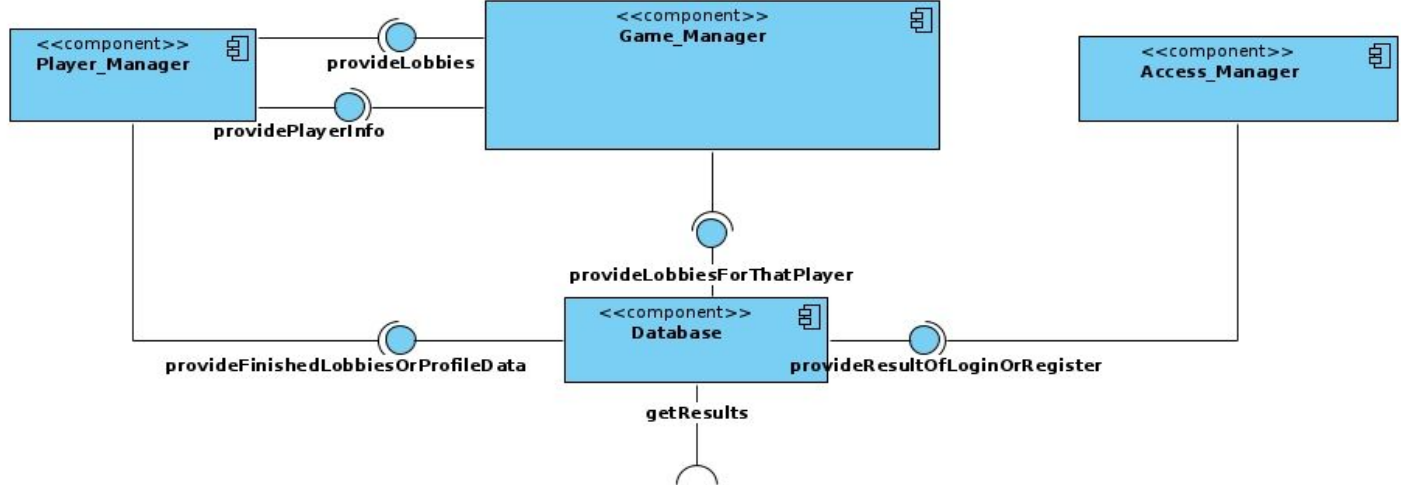 <<component>>
Player_Manager
<<component>>
Game_Manager
<<component>>
Access_Manager
provideLobbies
providePlayerInfo
provideLobbiesForThatPlayer
<<component>>
Database
provideFinishedLobbiesOrProfileData
provideResultOfLoginOrRegister
getResults